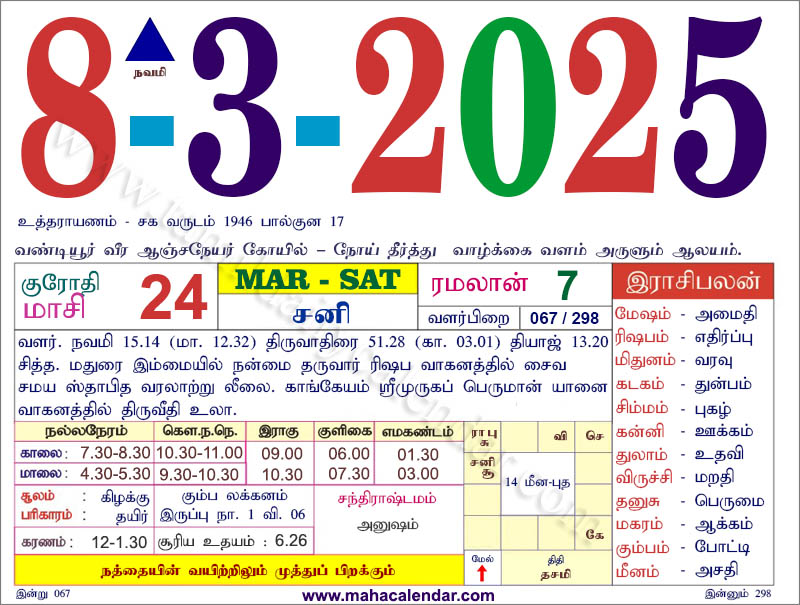 8-3-2025
நவமி
உத்தராயணம் - சக வருடம் 1946 பால்குன 17
வண்டியூர் வீர ஆஞ்சநேயர் கோயில் – நோய் தீர்த்து வாழ்க்கை வளம் அருளும் ஆலயம்.
குரோதி
மாசி
24
MAR - SAT
சனி
ரமலான் 7
வளர்பிறை 067 / 298
வளர். நவமி 15.14 (மா. 12.32) திருவாதிரை 51.28 (கா. 03.01) தியாஜ் 13.20
சித்த. மதுரை இம்மையில் நன்மை தருவார் ரிஷப வாகனத்தில் சைவ
சமய ஸ்தாபித வரலாற்று லீலை. காங்கேயம் ஸ்ரீமுருகப் பெருமான் யானை
வாகனத்தில் திருவீதி உலா.
இராசிபலன்
மேஷம் - அமைதி
ரிஷபம் - எதிர்ப்பு
மிதுனம் - வரவு
கடகம் - துன்பம்
சிம்மம் - புகழ்
கன்னி - ஊக்கம்
துலாம் - உதவி
விருச்சி - மறதி
தனுசு - பெருமை
மகரம் - ஆக்கம்
கும்பம் - போட்டி
மீனம் - அசதி
நல்லநேரம் கௌ.ந.நெ. இராகு குளிகை எமகண்டம்
காலை: 7.30-8.30 10.30-11.00 09.00 06.00 01.30
மாலை: 4.30-5.30 9.30-10.30 10.30 07.30 03.00
சூலம் : கிழக்கு
பரிகாரம் : தயிர்
கும்ப லக்கனம்
இருப்பு நா. 1 வி. 06
சந்திராஷ்டமம்
அனுஷம்
கரணம் : 12-1.30
சூரிய உதயம் : 6.26
ரா பு
சு
வி
செ
சனி
சூ
14 மீன-புத
கே
மேல்
திதி
தசமி
நத்தையின் வயிற்றிலும் முத்துப் பிறக்கும்
இன்று 067
www.mahacalendar.com
இன்னும் 298